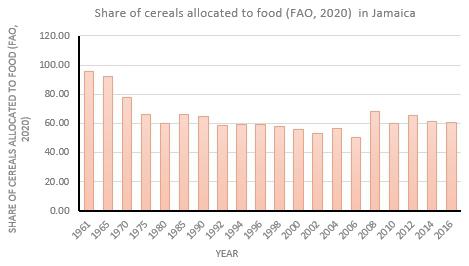 Share of cereals allocated to food (FAO, 2020)  in Jamaica
SHARE OF CEREALS ALLOCATED TO FOOD (FAO,
2020)
120.00
100.00
80.00
60.00
40.00
20.00
0.00
1961 1965 1970 1975 1980 1985 1990 1992 1994 1996 1998 2000 2002 2004 2006 2008 2010 2012 2014 2016
YEAR